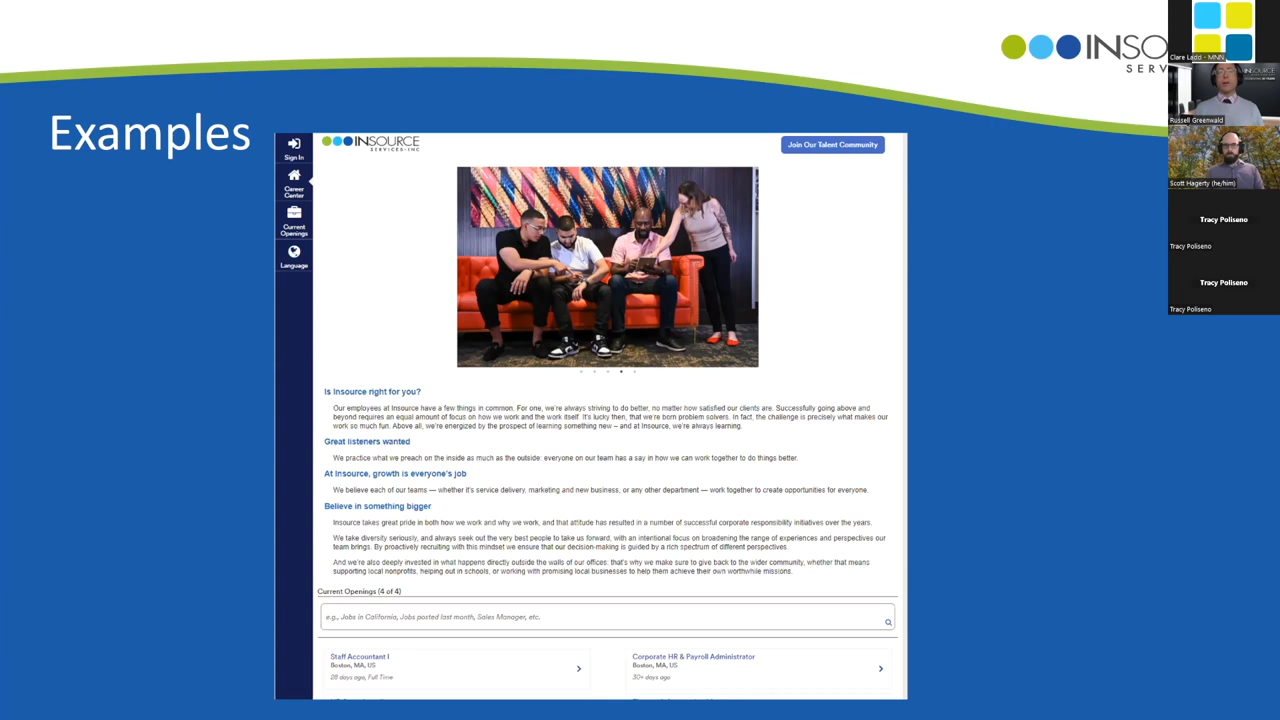 INSO
SERV
Examples
Sign In
Career
Center
Current
Openings
Language
INSOURCE
SERVICES·INC
Join Our Talent Community
Is Insource right for you?
Our employees at Insource have a few things in common. For one, we're always striving to do better, no matter how satisfied our clients are. Successfully going above and
beyond requires an equal amount of focus on how we work and the work itself. It's lucky then, that we're born problem solvers. In fact, the challenge is precisely what makes our
work so much fun. Above all, we're energized by the prospect of learning something new – and at Insource, we're always learning.
Great listeners wanted
We practice what we preach on the inside as much as the outside: everyone on our team has a say in how we can work together to do things better.
At Insource, growth is everyone's job
We believe each of our teams — whether it's service delivery, marketing and new business, or any other department — work together to create opportunities for everyone.
Believe in something bigger
Insource takes great pride in both how we work and why we work, and that attitude has resulted in a number of successful corporate responsibility initiatives over the years.
We take diversity seriously, and always seek out the very best people to take us forward, with an intentional focus on broadening the range of experiences and perspectives our
team brings. By proactively recruiting with this mindset we ensure that our decision-making is guided by a rich spectrum of different perspectives.
And we're also deeply invested in what happens directly outside the walls of our offices: that's why we make sure to give back to the wider community, whether that means
supporting local nonprofits, helping out in schools, or working with promising local businesses to help them achieve their own worthwhile missions.
Current Openings (4 of 4)
e.g., Jobs in California, Jobs posted last month, Sales Manager, etc.
Staff Accountant I
Boston, MA, US
28 days ago, Full Time
Corporate HR & Payroll Administrator
Boston, MA, US
30+ days ago
Clare Ladd - MNN
INSOURCE
Russell Greenwald
Scott Hagerty (he/him)
Tracy Poliseno
Tracy Poliseno
Tracy Poliseno
Tracy Poliseno